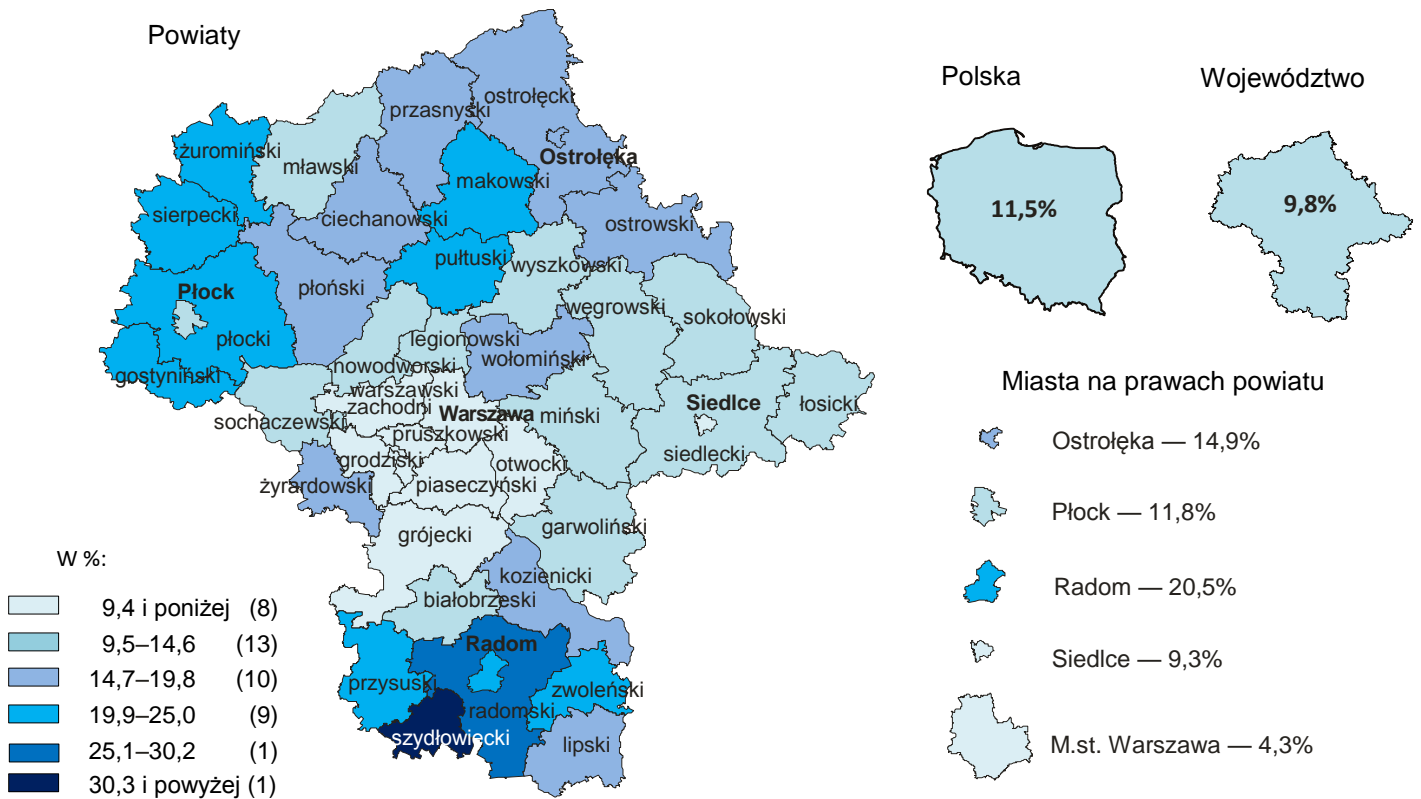 Powiaty
Polska
Województwo
ostrołęcki
przasnyski
żuromiński
mławski
Ostrołęka
makowski
sierpecki
ciechanowski
ostrowski
11,5%
9,8%
pułtuski
wyszkowski
płoński
Płock
węgrowski
sokołowski
płocki
legionowski
wołomiński
nowodworski
gostyniński
warszawski
zachodni
Miasta na prawach powiatu
sochaczewski
Warszawa
miński
Siedlce
łosicki
pruszkowski
siedlecki
grodziski
otwocki
żyrardowski
piaseczyński
grójecki
garwoliński
kozienicki
białobrzeski
Radom
przysuski
zwoleński
radomski
szydłowiecki
lipski
Ostrołęka — 14,9%
Płock — 11,8%
Radom — 20,5%
Siedlce — 9,3%
M.st. Warszawa — 4,3%
W %:
9,4 i poniżej (8)
9,5–14,6 (13)
14,7–19,8 (10)
19,9–25,0 (9)
25,1–30,2 (1)
30,3 i powyżej (1)